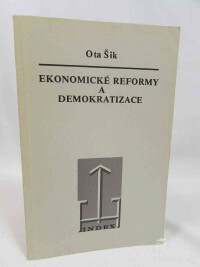 Ota Šik
EKONOMICKÉ REFORMY
A
DEMOKRATIZACE
INDEX